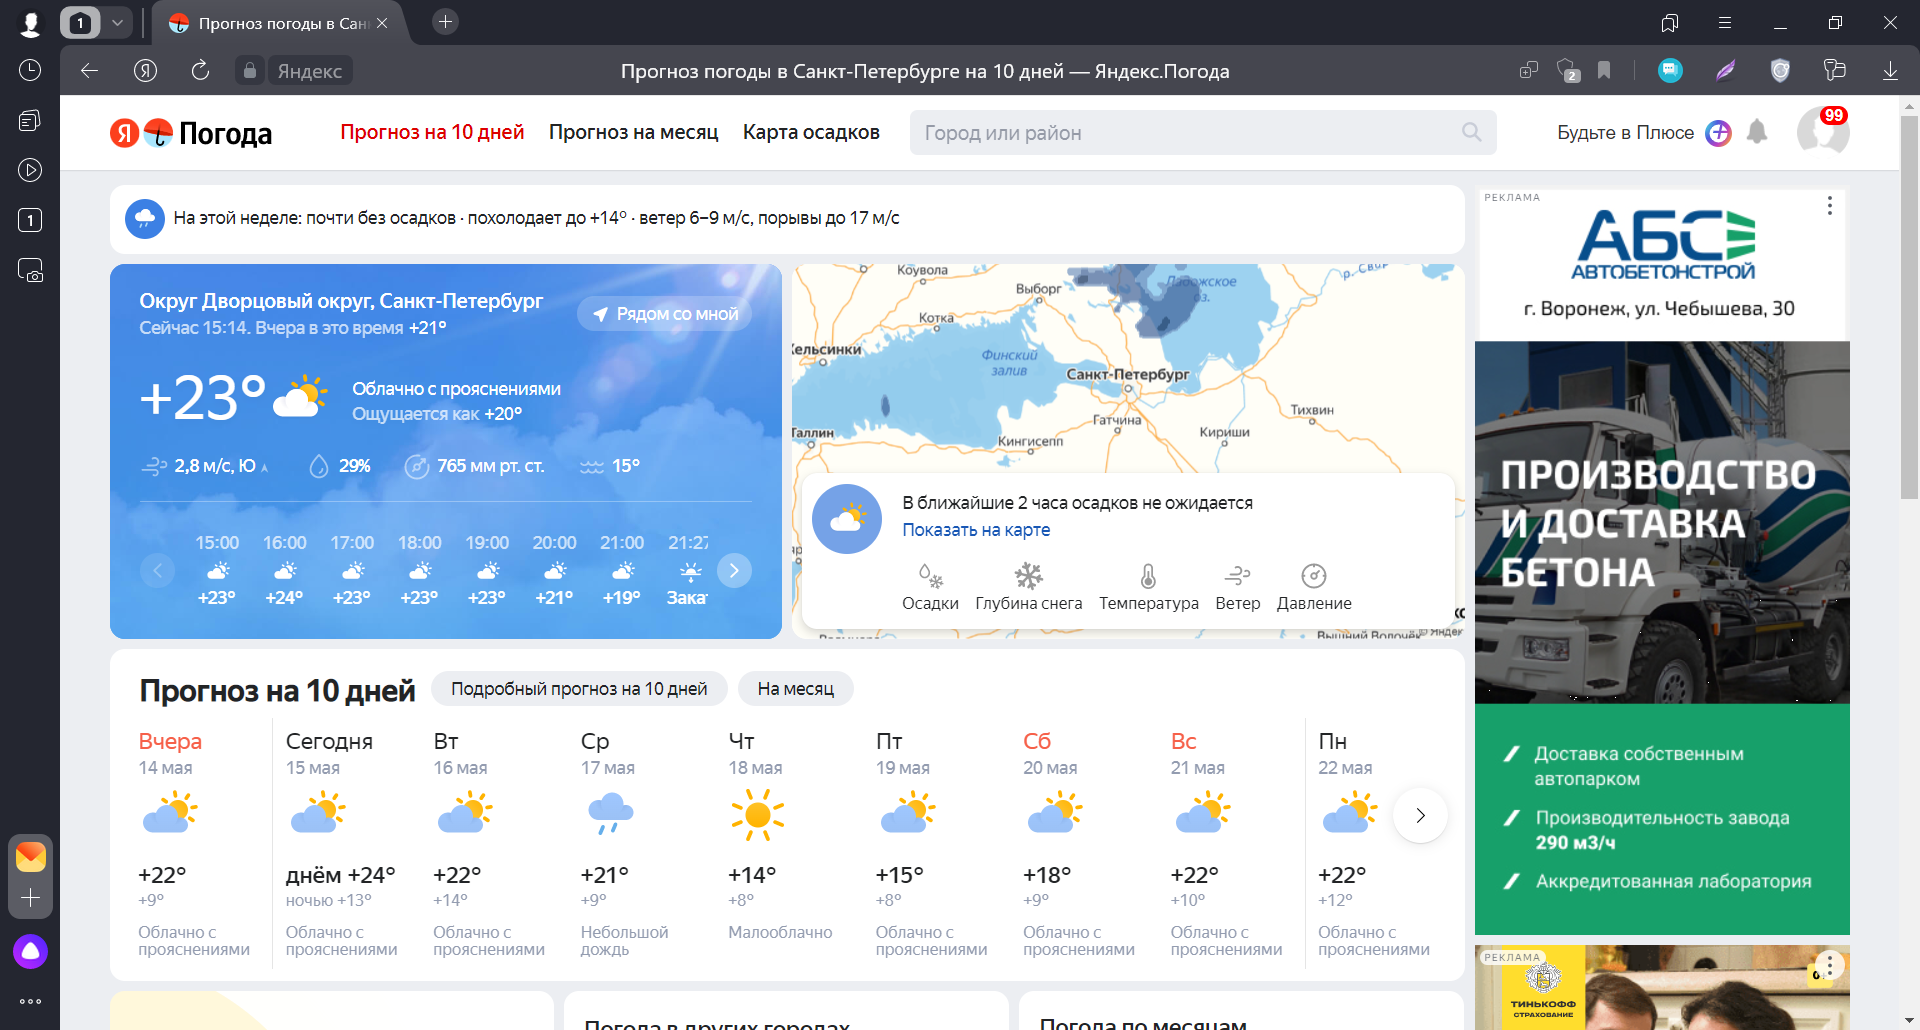 1
Прогноз погоды в Сан
Яндекс
Прогноз погоды в Санкт-Петербурге на 10 дней — Яндекс.Погода
2
1
Я Погода
Прогноз на 10 дней
Прогноз на месяц
Карта осадков
Город или район
Будьте в Плюсе
99
На этой неделе: почти без осадков · похолодает до +14° · ветер 6–9 м/с, порывы до 17 м/с
Округ Дворцовый округ, Санкт-Петербург
Сейчас 15:14. Вчера в это время +21°
Рядом со мной
+23°
Облачно с прояснениями
Ощущается как +20°
2,8 м/с, Ю
29%
765 мм рт. ст.
15°
15:00 16:00 17:00 18:00 19:00 20:00 21:00 21:27
+23° +24° +23° +23° +23° +21° +19° Закат
Коувола
Выборг
Ладожское
оз.
р. Свир
Котка
Хельсинки
Финский
залив
Санкт-Петербург
Тихвин
Гатчина
Таллин
Кингисепп
Кириши
В ближайшие 2 часа осадков не ожидается
Показать на карте
Осадки
Глубина снега
Температура
Ветер
Давление
Вышний Волочёк
© Яндекс
Прогноз на 10 дней
Подробный прогноз на 10 дней
На месяц
Вчера
14 мая
+22°
+9°
Облачно с
прояснениями
Сегодня
15 мая
днём +24°
ночью +13°
Облачно с
прояснениями
Вт
16 мая
+22°
+14°
Облачно с
прояснениями
Ср
17 мая
+21°
+9°
Небольшой
дождь
Чт
18 мая
+14°
+8°
Малооблачно
Пт
19 мая
+15°
+8°
Облачно с
прояснениями
Сб
20 мая
+18°
+9°
Облачно с
прояснениями
Вс
21 мая
+22°
+10°
Облачно с
прояснениями
Пн
22 мая
+22°
+12°
Облачно с
прояснениями
Погода в других городах
Погода по месяцам
РЕКЛАМА
АБС
АВТОБЕТОНСТРОЙ
г. Воронеж, ул. Чебышева, 30
ПРОИЗВОДСТВО
И ДОСТАВКА
БЕТОНА
Доставка собственным
автопарком
Производительность завода
290 м3/ч
Аккредитованная лаборатория
РЕКЛАМА
ТИНЬКОФФ
СТРАХОВАНИЕ